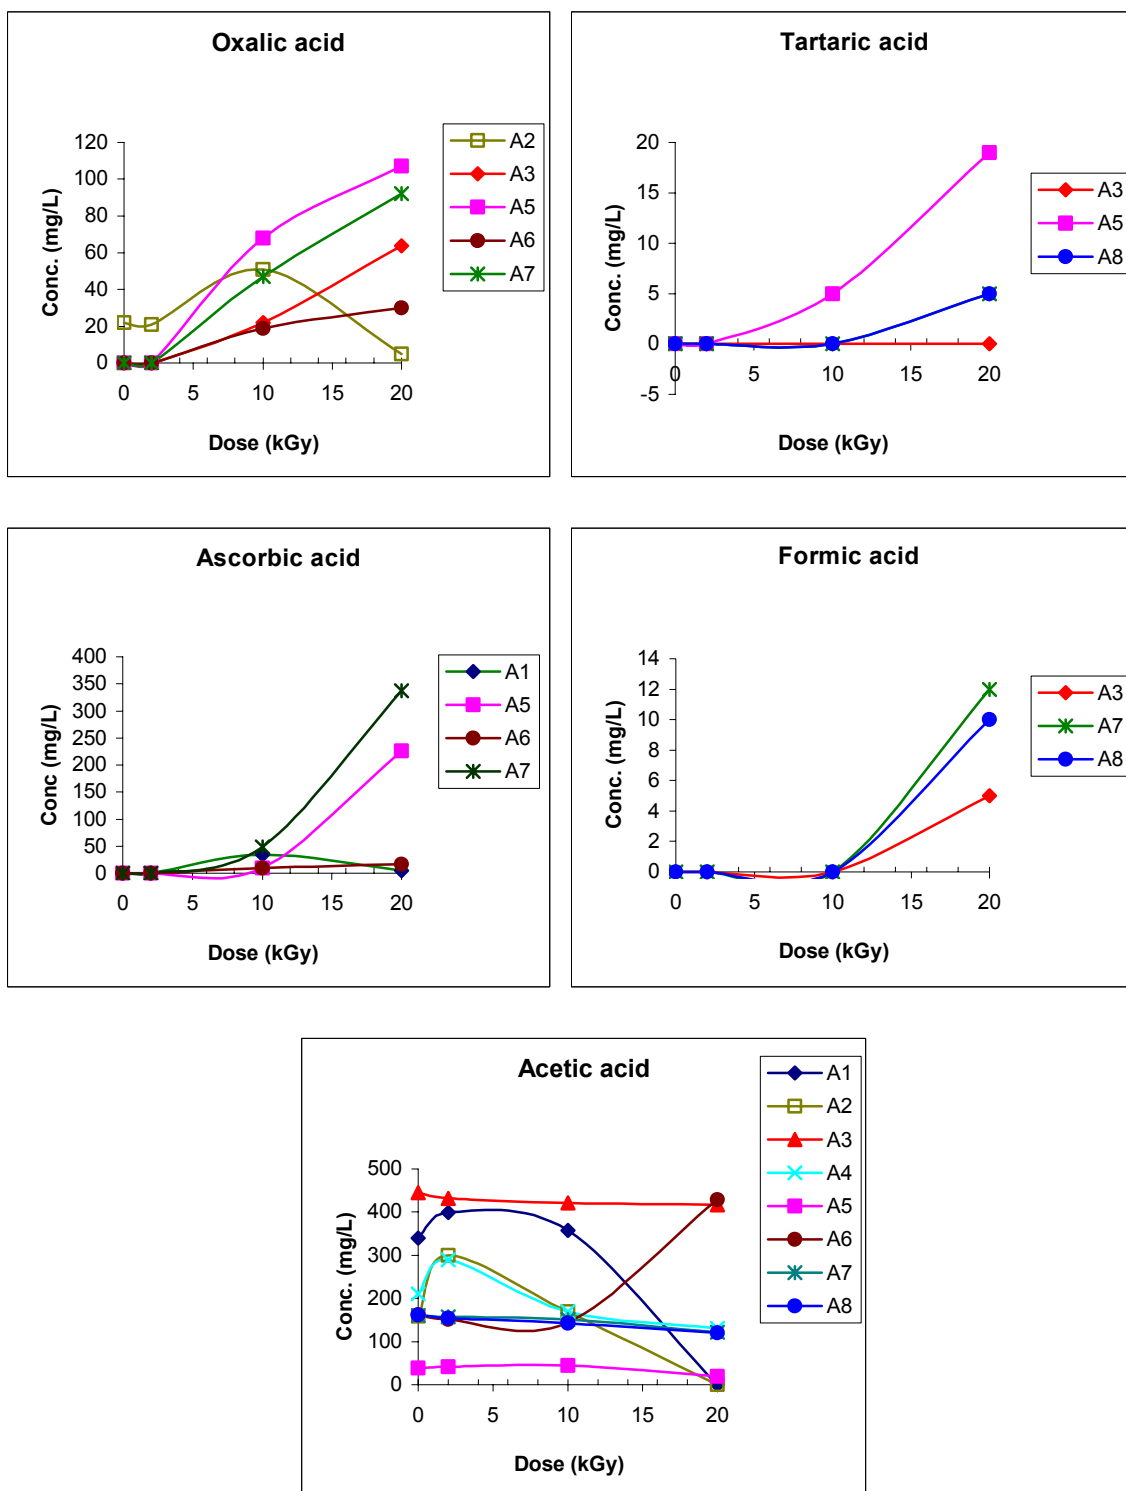 Oxalic acid
120
100
80
60
40
20
0
Conc. (mg/L)
0 5 10 15 20
Dose (kGy)
A2
A3
A5
A6
A7
Tartaric acid
20
15
10
5
0
-5
Conc. (mg/L)
0 5 10 15 20
Dose (kGy)
A3
A5
A8
Ascorbic acid
400
350
300
250
200
150
100
50
0
Conc (mg/L)
0 5 10 15 20
Dose (kGy)
A1
A5
A6
A7
Formic acid
14
12
10
8
6
4
2
0
Conc. (mg/L)
0 5 10 15 20
Dose (kGy)
A3
A7
A8
Acetic acid
500
400
300
200
100
0
Conc. (mg/L)
0 5 10 15 20
Dose (kGy)
A1
A2
A3
A4
A5
A6
A7
A8